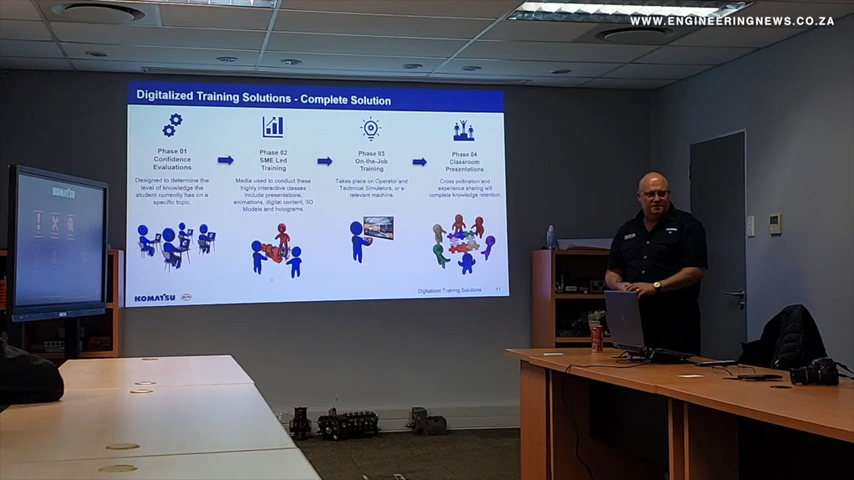 WWW.ENGINEERINGNEWS.CO.ZA
Digitalized Training Solutions - Complete Solution
Phase 01
Confidence
Evaluations
Designed to determine the
level of knowledge the
student currently has on a
specific topic.
Phase 02
SME Led
Training
Media used to conduct these
highly interactive classes
include presentations,
animations, digital content, 3D
Models and holograms.
Phase 03
On-the-Job
Training
Takes place on Operator and
Technical Simulators, or a
relevant machine.
Phase 04
Classroom
Presentations
Cross pollination and
experience sharing will
complete knowledge retention.
KOMATSU
Digitalized Training Solutions
11
KOMATSU